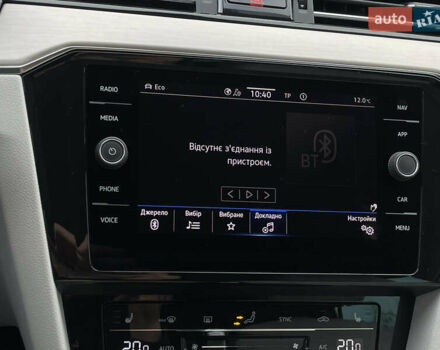 auto RIA
RADIO
MEDIA
PHONE
VOICE
NAV
APP
CAR
MENU
Eco
10:40
TP
12.0°C
Відсутнє з'єднання із
пристроєм.
BT
Джерело
Вибір
Вибране
Докладно
Настройки
SYNC
20.0
AUTO
A/C
20.0